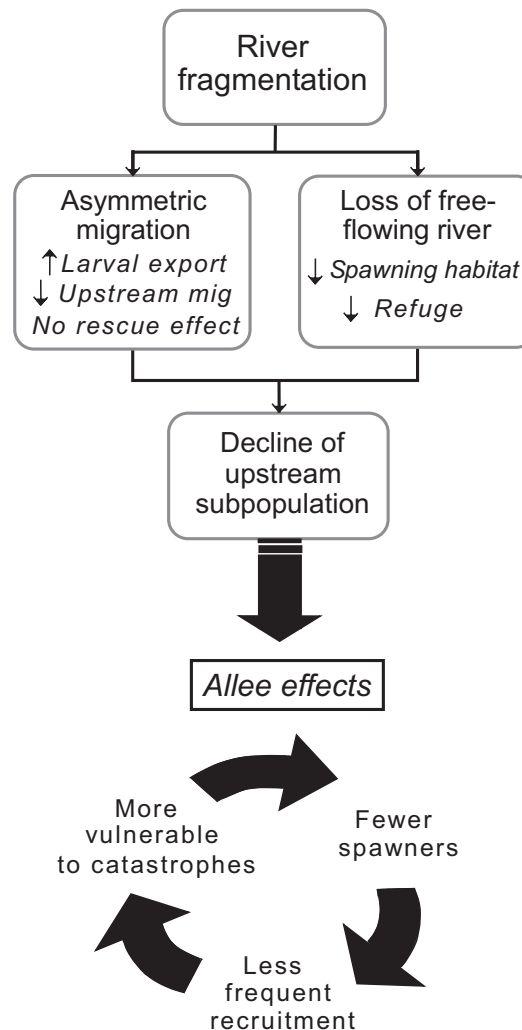 River
fragmentation
Asymmetric
migration
↑ Larval export
↓ Upstream mig
No rescue effect
Loss of free-
flowing river
↓ Spawning habitat
↓ Refuge
Decline of
upstream
subpopulation
Allee effects
More
vulnerable
to catastrophes
Fewer
spawners
Less
frequent
recruitment